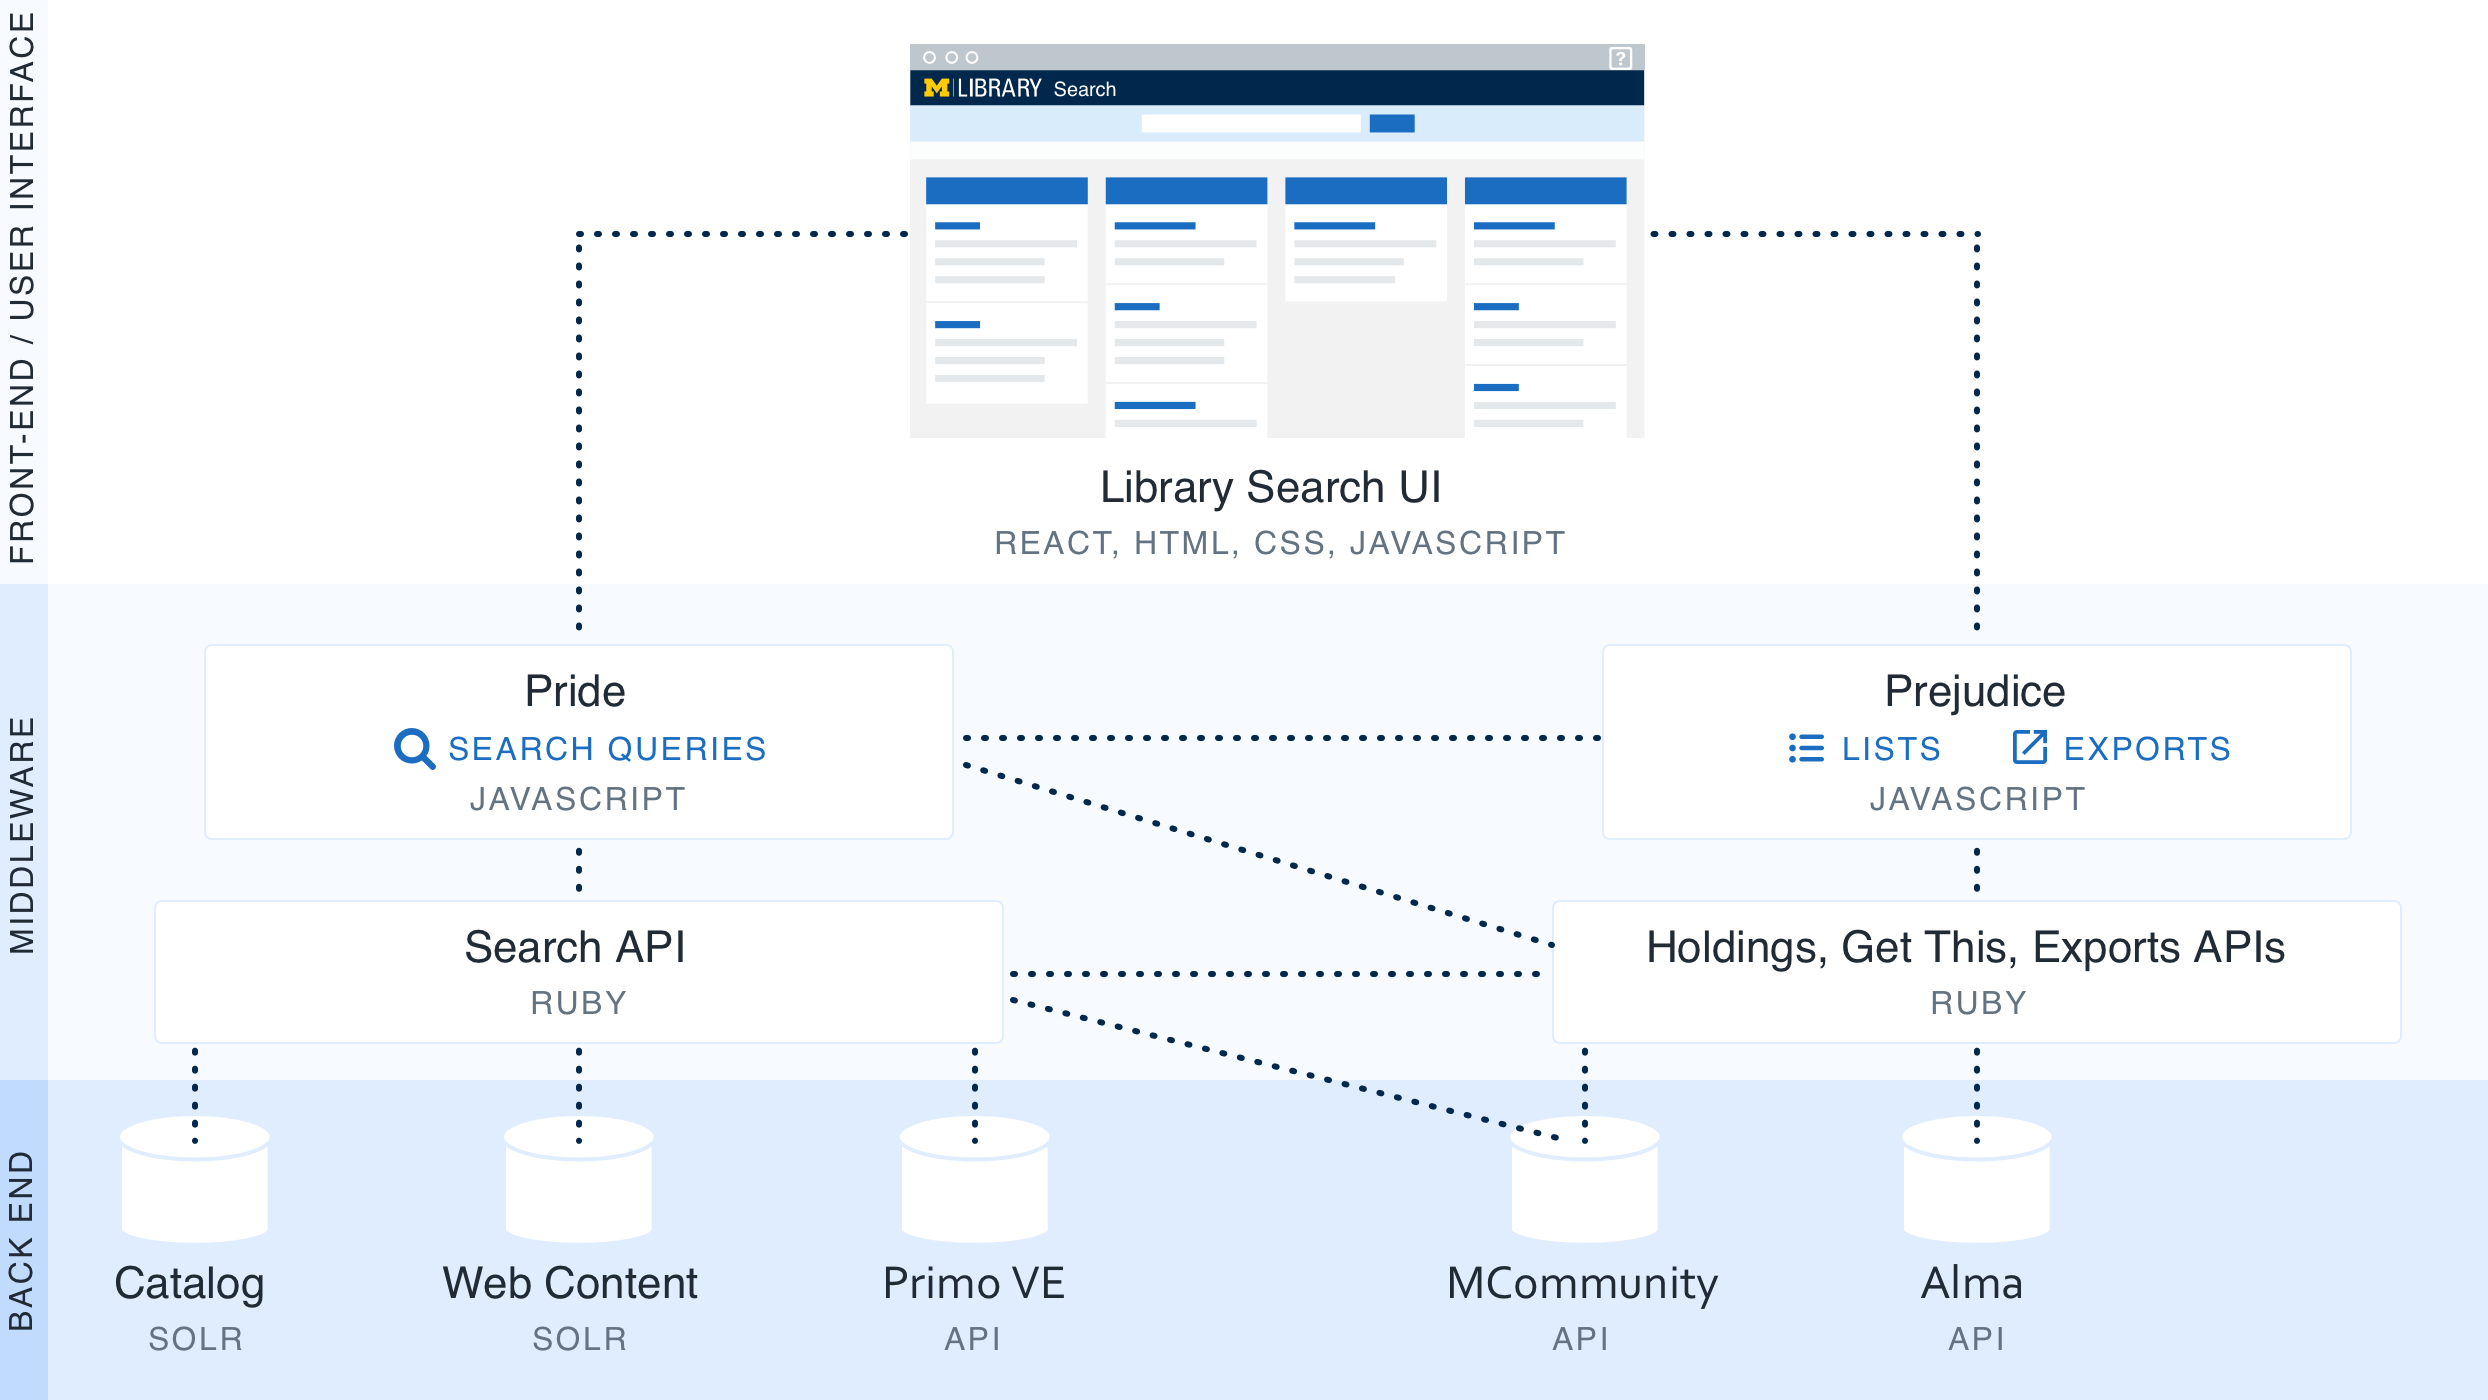 FRONT-END / USER INTERFACE
?
M LIBRARY Search
Library Search UI
REACT, HTML, CSS, JAVASCRIPT
MIDDLEWARE
Pride
SEARCH QUERIES
JAVASCRIPT
Prejudice
LISTS EXPORTS
JAVASCRIPT
Search API
RUBY
Holdings, Get This, Exports APIs
RUBY
BACK END
Catalog
SOLR
Web Content
SOLR
Primo VE
API
MCommunity
API
Alma
API